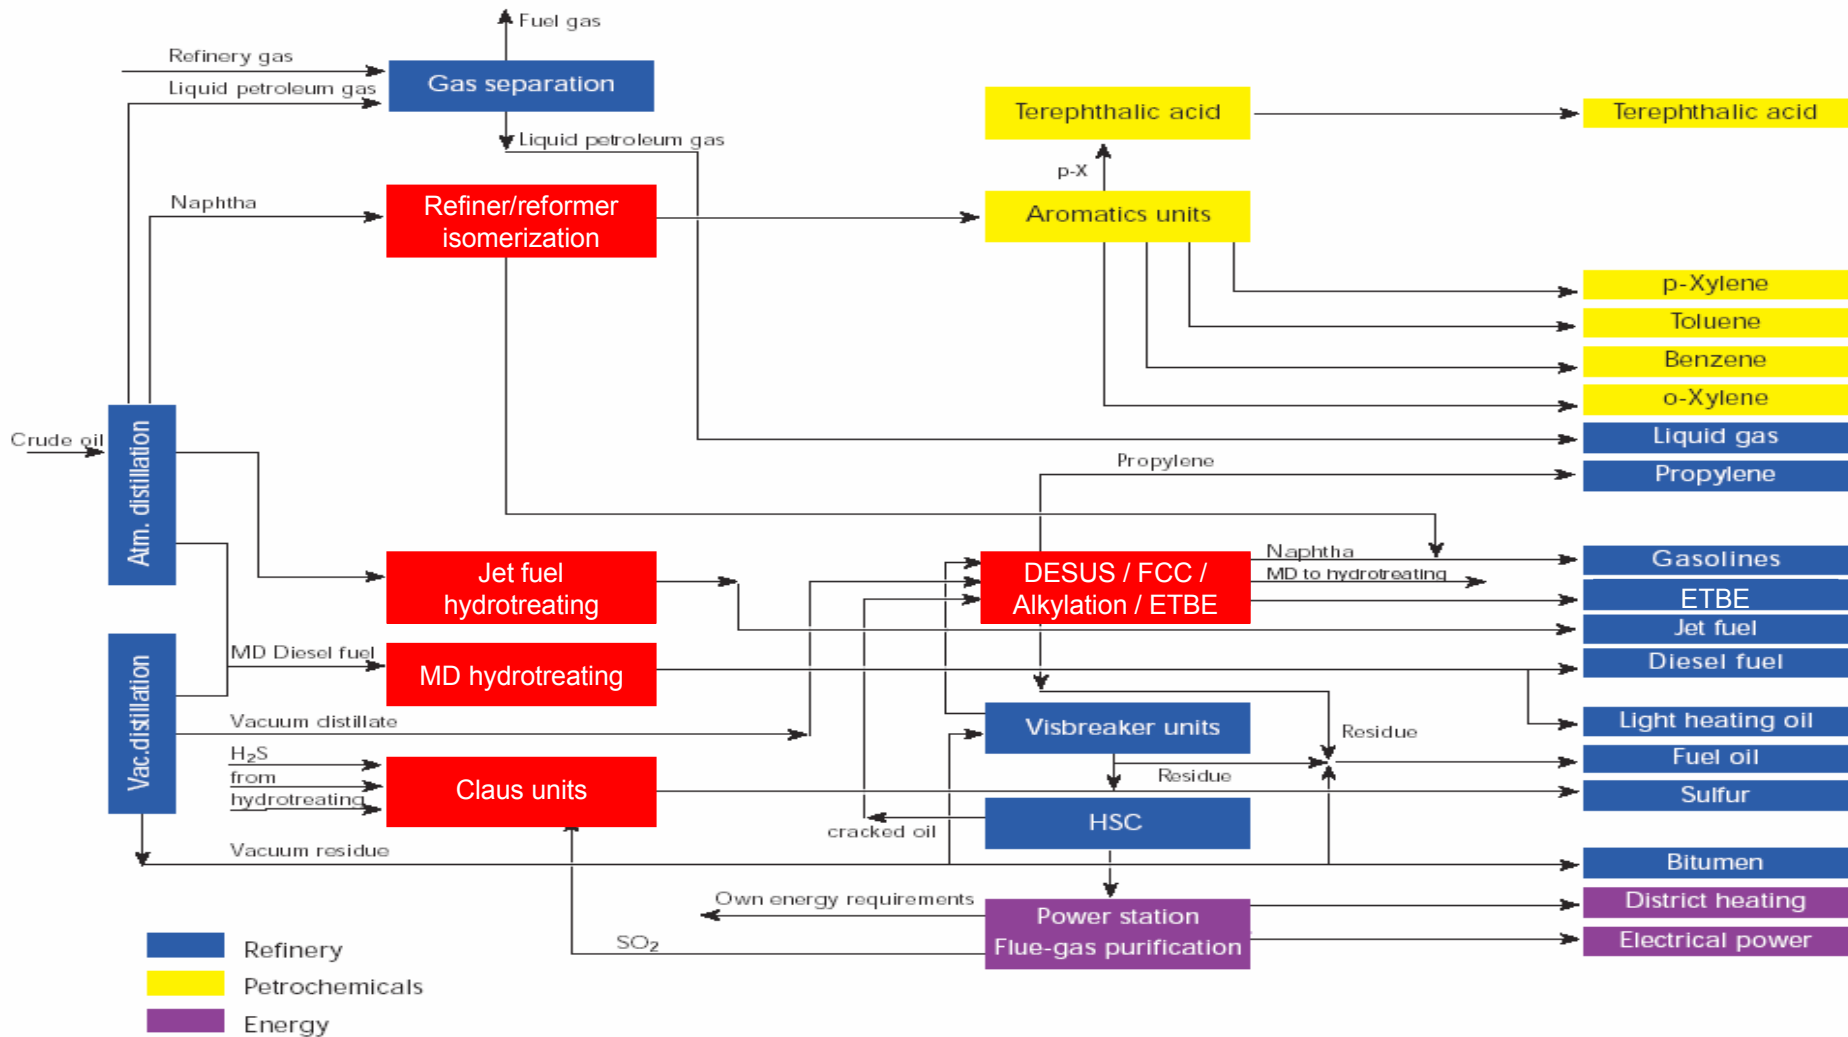 Fuel gas
Refinery gas
Gas separation
Liquid petroleum gas
Liquid petroleum gas
Terephthalic acid
Terephthalic acid
p-X
Naphtha
Refiner/reformer
isomerization
Aromatics units
p-Xylene
Toluene
Benzene
o-Xylene
Liquid gas
Crude oil
Atm. distillation
Propylene
Propylene
Jet fuel
hydrotreating
DESUS / FCC /
Alkylation / ETBE
Naphtha
MD to hydrotreating
Gasolines
ETBE
Jet fuel
MD Diesel fuel
MD hydrotreating
Diesel fuel
Vac.distillation
Vacuum distillate
Visbreaker units
Residue
Light heating oil
Fuel oil
H2S
from
hydrotreating
Claus units
Residue
Sulfur
HSC
cracked oil
Vacuum residue
Bitumen
Own energy requirements
Power station
Flue-gas purification
SO2
District heating
Electrical power
Refinery
Petrochemicals
Energy